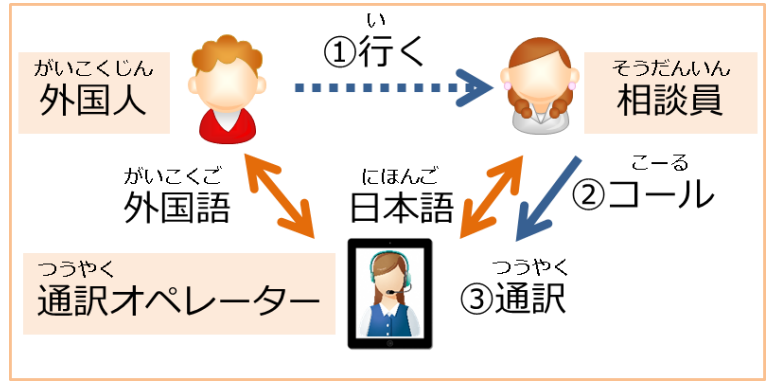 い
①行く
がいこくじん
外国人
そうだんいん
相談員
がいこくご
外国語
にほんご
日本語
こーる
②コール
つうやく
通訳オペレーター
つうやく
③通訳